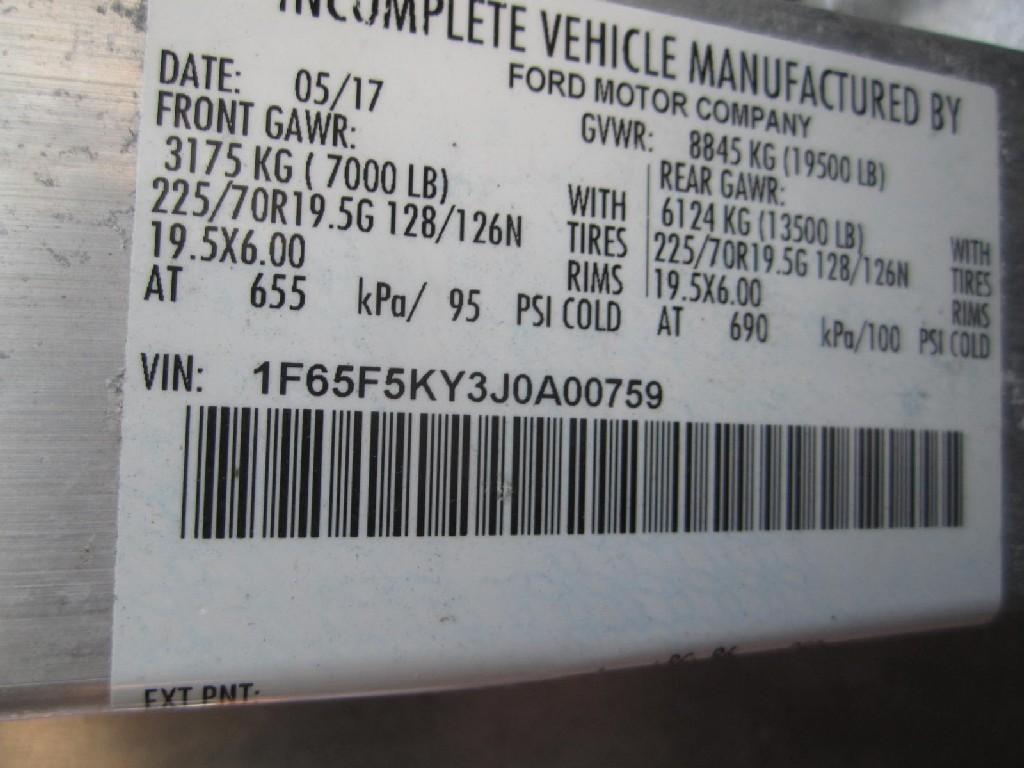 INCOMPLETE VEHICLE MANUFACTURED BY
FORD MOTOR COMPANY
DATE: 05/17
GVWR: 8845 KG (19500 LB)
FRONT GAWR:
3175 KG ( 7000 LB) WITH
225/70R19.5G 128/126N TIRES
19.5X6.00 RIMS
AT 655 kPa/ 95 PSI COLD
REAR GAWR:
6124 KG (13500 LB) WITH
225/70R19.5G 128/126N TIRES
19.5X6.00 RIMS
AT 690 kPa/100 PSI COLD
VIN: 1F65F5KY3J0A00759
EXT PNT: